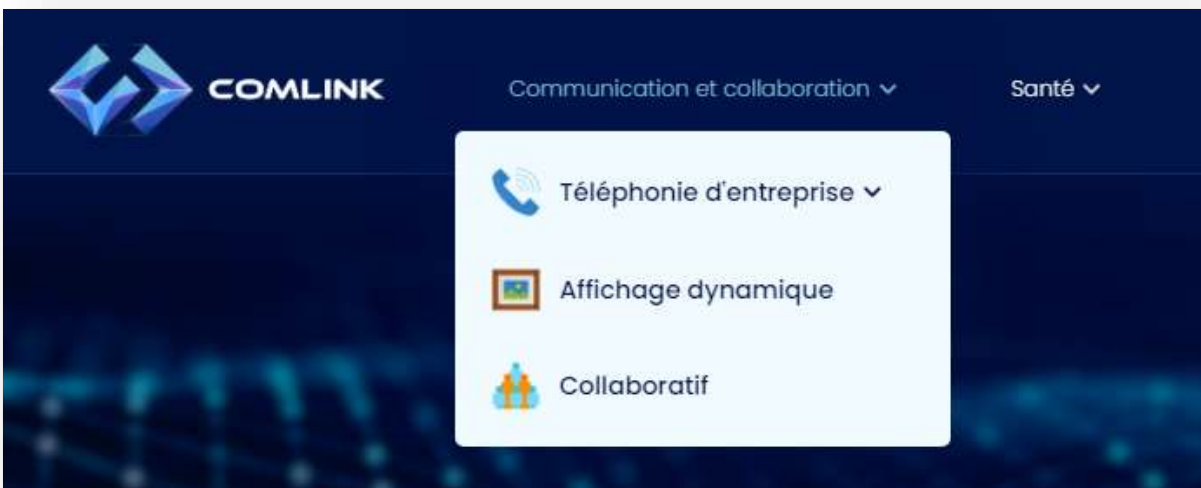 COMLINK
Communication et collaboration
Santé
Téléphonie d'entreprise
Affichage dynamique
Collaboratif